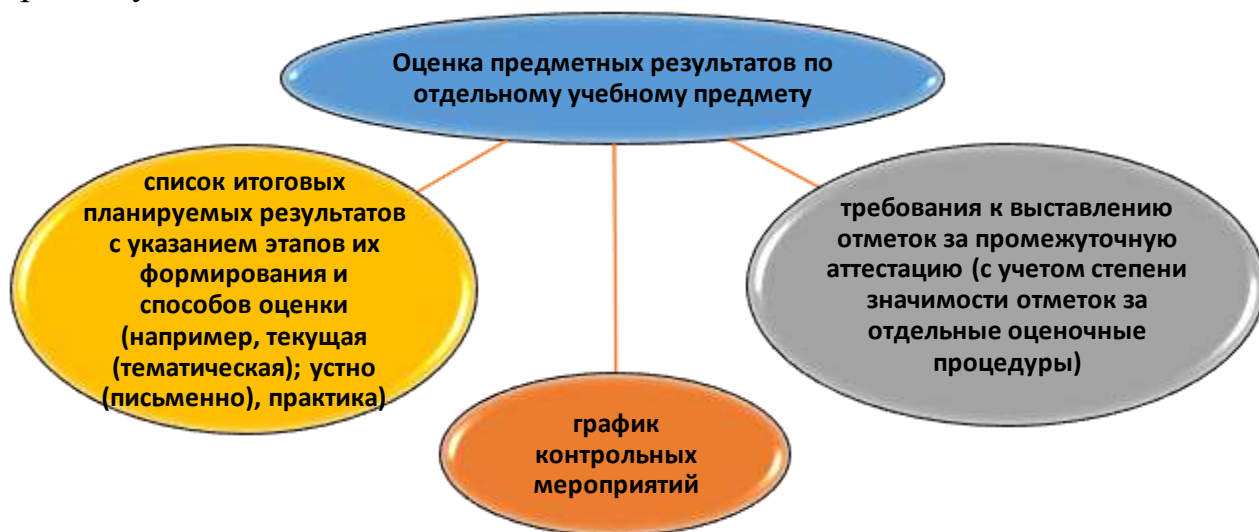 Оценка предметных результатов по
отдельному учебному предмету
список итоговых
планируемых результатов
с указанием этапов их
формирования и
способов оценки
(например, текущая
(тематическая); устно
(письменно), практика)
график
контрольных
мероприятий
требования к выставлению
отметок за промежуточную
аттестацию (с учетом степени
значимости отметок за
отдельные оценочные
процедуры)